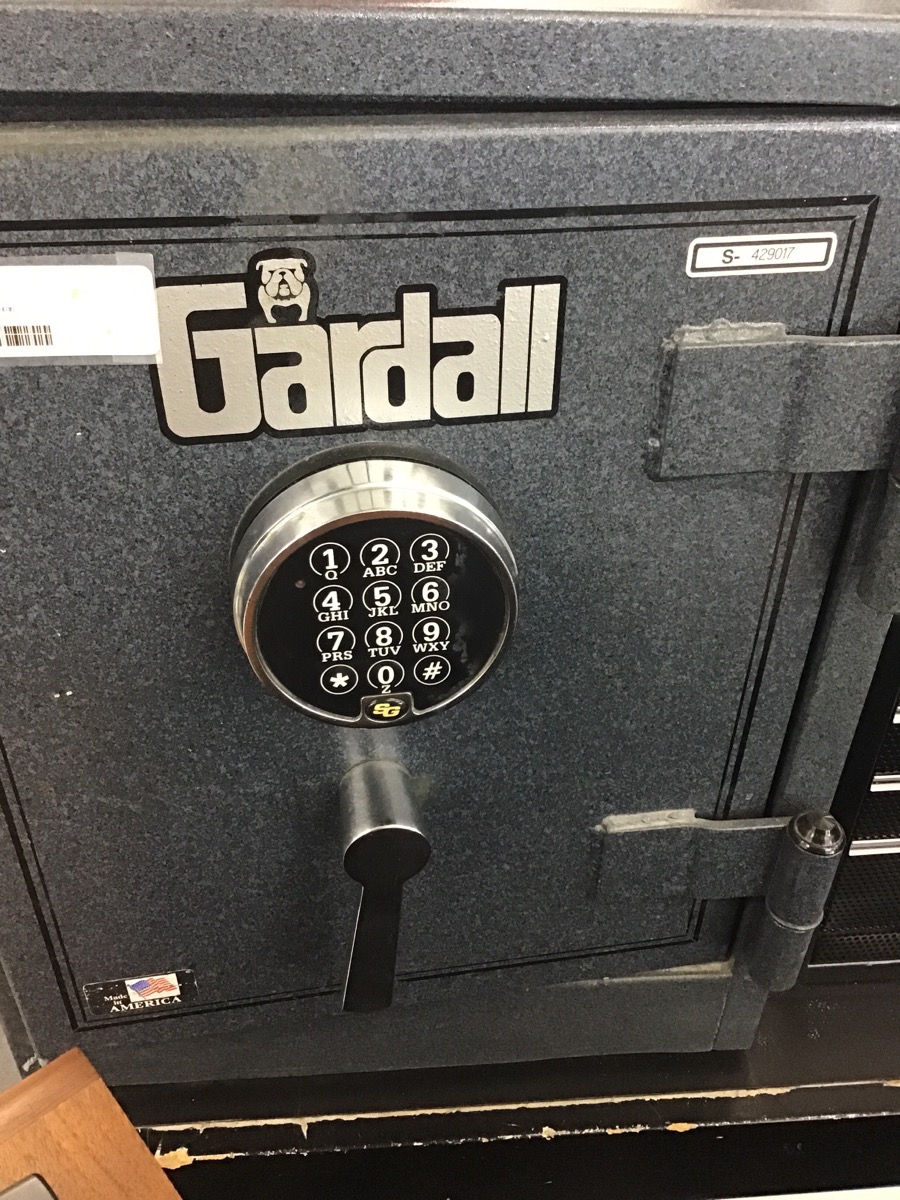 S- 429017
Gardall
1 2 3
Q ABC DEF
4 5 6
GHI JKL MNO
7 8 9
PRS TUV WXY
* 0 #
Z
SG
Made
in
AMERICA